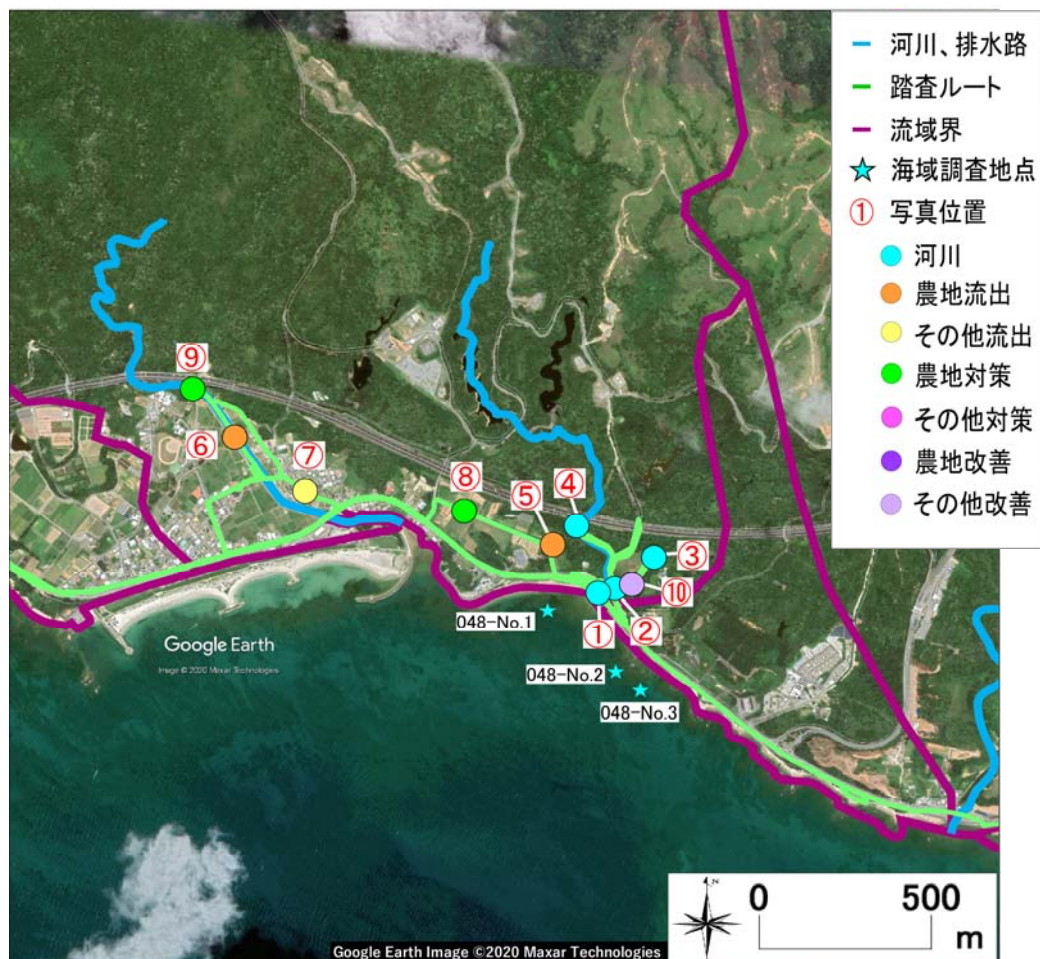 河川、排水路
踏査ルート
流域界
海域調査地点
① 写真位置
河川
農地流出
その他流出
農地対策
その他対策
農地改善
その他改善
⑨
⑥
⑦
⑧
⑤
④
③
⑩
①
②
048-No.1
048-No.2
048-No.3
Google Earth
Image © 2020 Maxar Technologies
N
0 500
m
Google Earth Image ©2020 Maxar Technologies